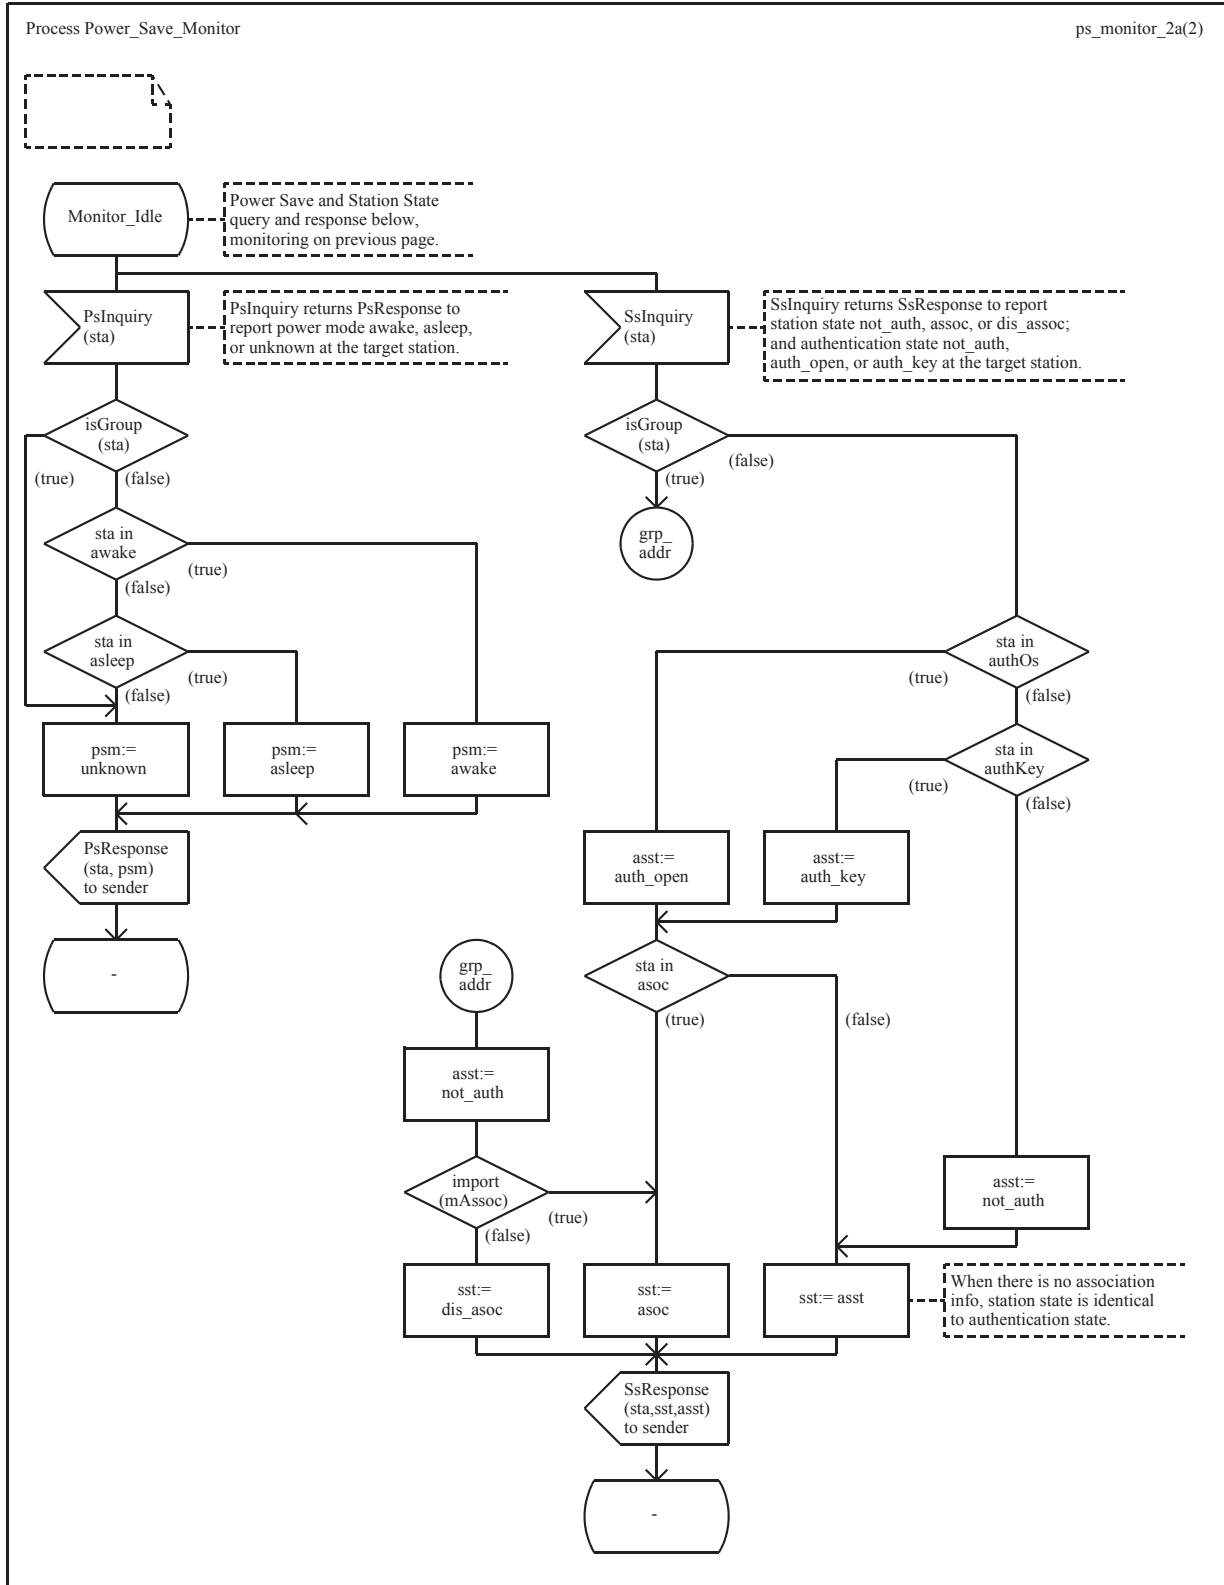 Process Power_Save_Monitor
ps_monitor_2a(2)
Monitor_Idle
Power Save and Station State
query and response below,
monitoring on previous page.
PsInquiry
(sta)
PsInquiry returns PsResponse to
report power mode awake, asleep,
or unknown at the target station.
SsInquiry
(sta)
SsInquiry returns SsResponse to report
station state not_auth, assoc, or dis_assoc;
and authentication state not_auth,
auth_open, or auth_key at the target station.
isGroup
(sta)
(true)
(false)
isGroup
(sta)
(false)
(true)
sta in
awake
(true)
(false)
grp_
addr
sta in
asleep
(true)
(false)
sta in
authOs
(true)
(false)
psm:=
unknown
psm:=
asleep
psm:=
awake
sta in
authKey
(true)
(false)
PsResponse
(sta, psm)
to sender
asst:=
auth_open
asst:=
auth_key
-
grp_
addr
sta in
asoc
(true)
(false)
asst:=
not_auth
import
(mAssoc)
(true)
(false)
asst:=
not_auth
sst:=
dis_asoc
sst:=
asoc
sst:= asst
When there is no association
info, station state is identical
to authentication state.
SsResponse
(sta,sst,asst)
to sender
-